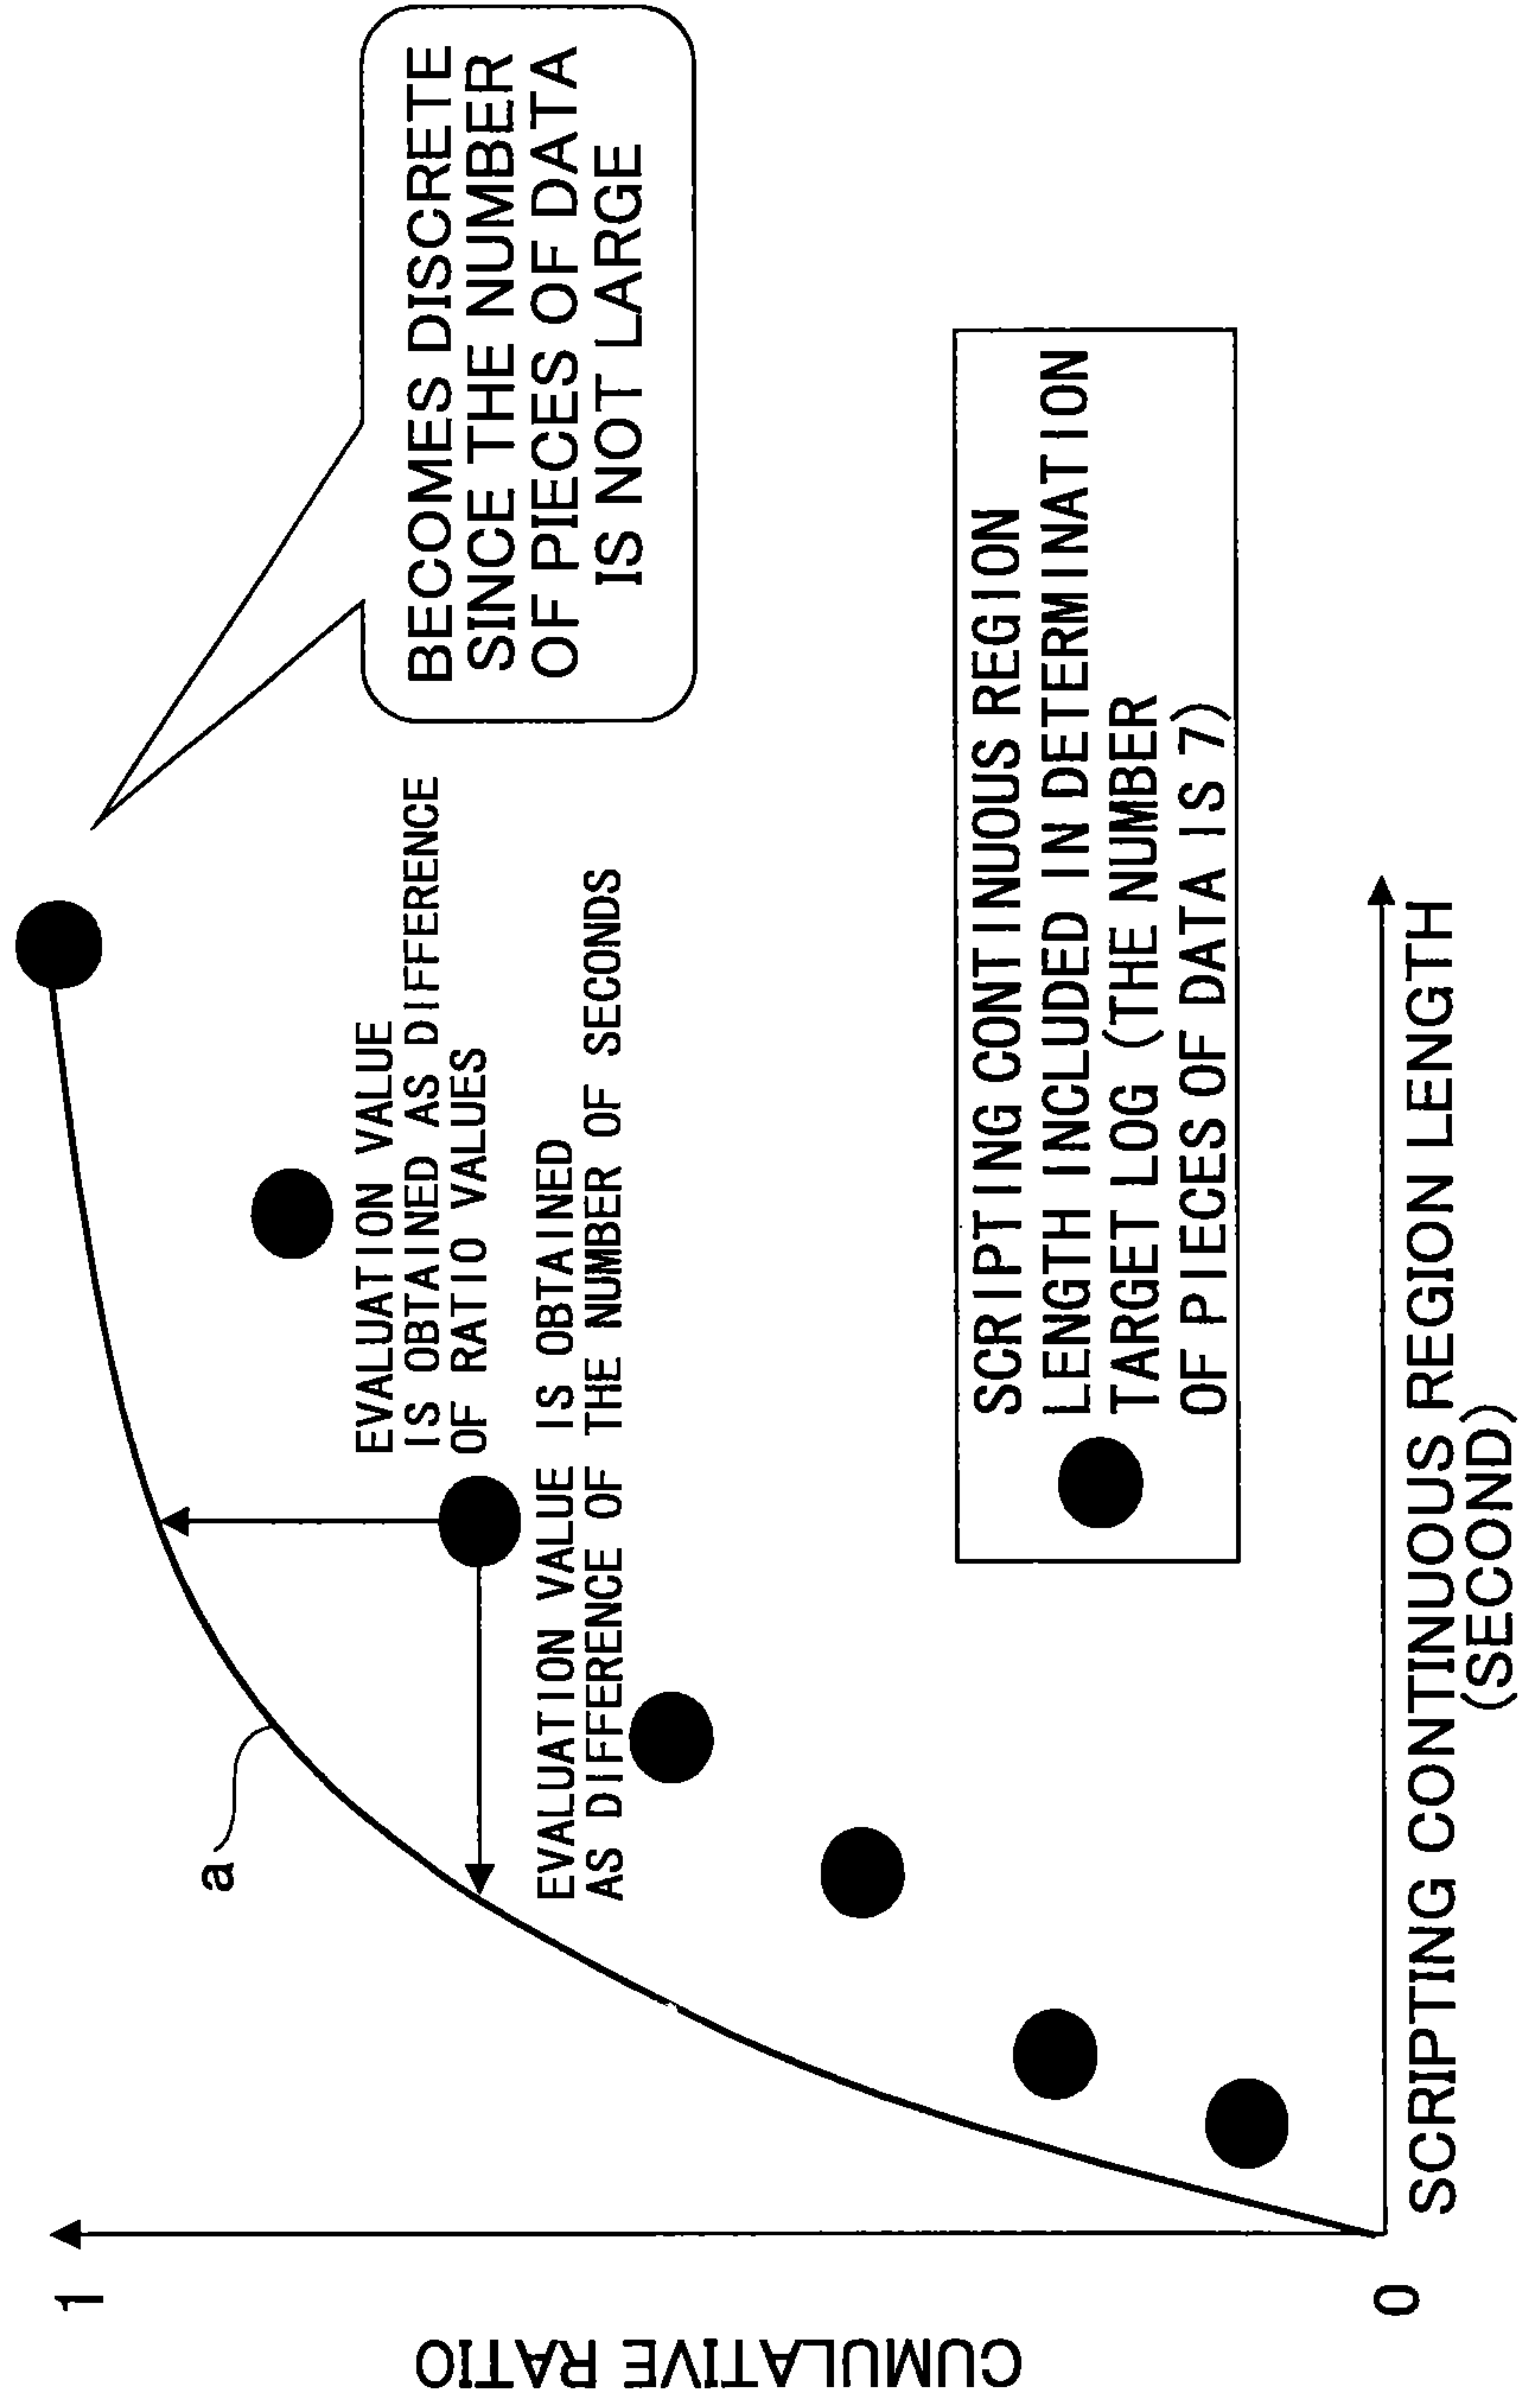 1
CUMULATIVE RATIO
0
a
BECOMES DISCRETE
SINCE THE NUMBER
OF PIECES OF DATA
IS NOT LARGE
EVALUATION VALUE
IS OBTAINED AS DIFFERENCE
OF RATIO VALUES
EVALUATION VALUE IS OBTAINED
AS DIFFERENCE OF THE NUMBER OF SECONDS
SCRIPTING CONTINUOUS REGION
LENGTH INCLUDED IN DETERMINATION
TARGET LOG (THE NUMBER
OF PIECES OF DATA IS 7)
SCRIPTING CONTINUOUS REGION LENGTH
(SECOND)